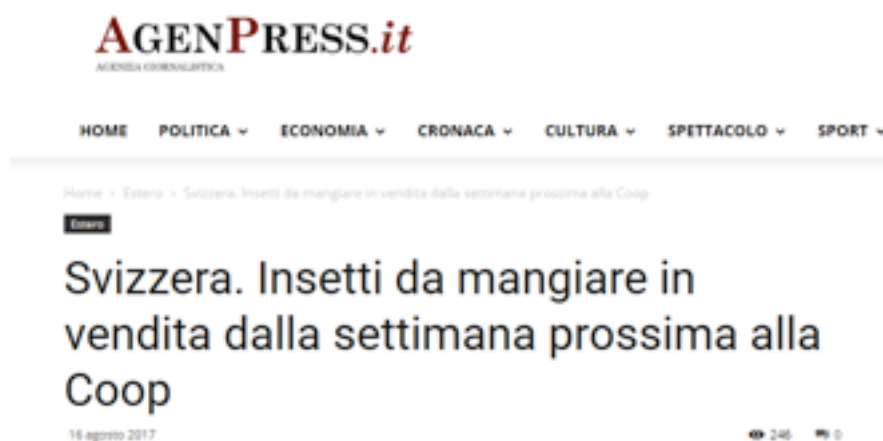 AGENPRESS.it
AGENZIA GIORNALISTICA
HOME POLITICA ECONOMIA CRONACA CULTURA SPETTACOLO SPORT
Home › Estero › Svizzera. Insetti da mangiare in vendita dalla settimana prossima alla Coop
Estero
Svizzera. Insetti da mangiare in
vendita dalla settimana prossima alla
Coop
16 agosto 2017 246 0